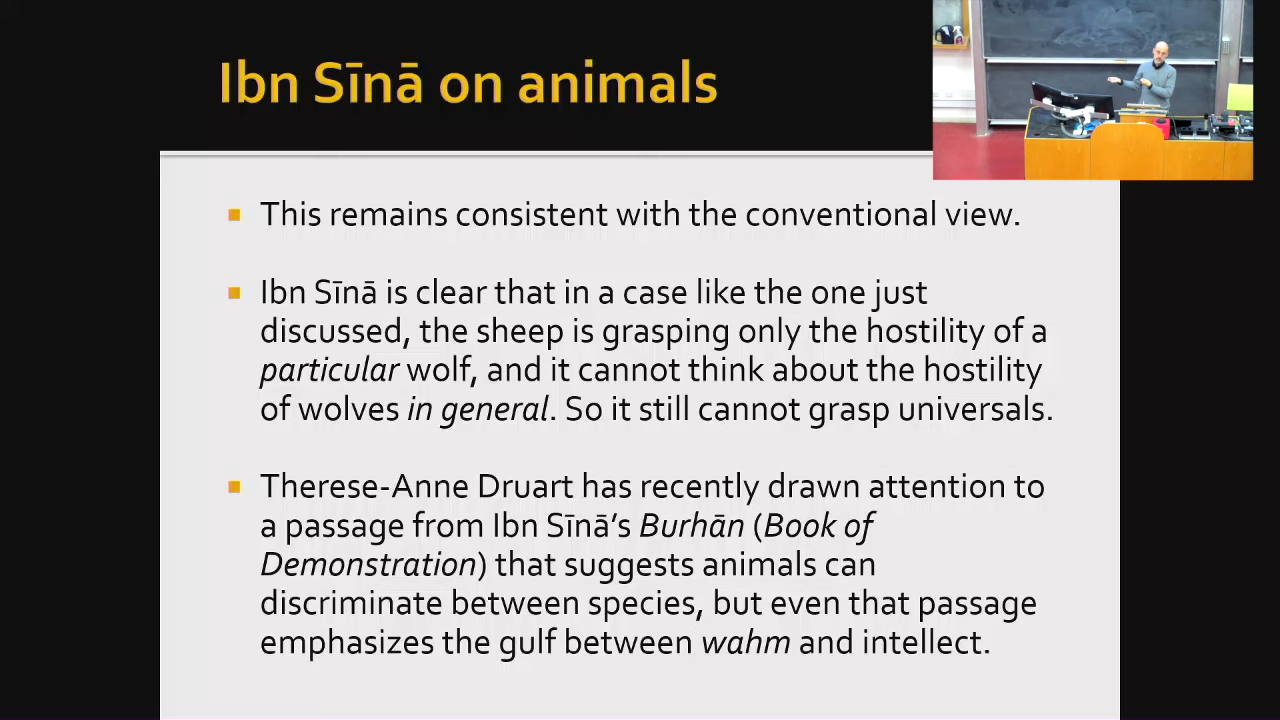 Ibn Sīnā on animals
This remains consistent with the conventional view.
Ibn Sīnā is clear that in a case like the one just
discussed, the sheep is grasping only the hostility of a
particular wolf, and it cannot think about the hostility
of wolves in general. So it still cannot grasp universals.
Therese-Anne Druart has recently drawn attention to
a passage from Ibn Sīnā’s Burhān (Book of
Demonstration) that suggests animals can
discriminate between species, but even that passage
emphasizes the gulf between wahm and intellect.